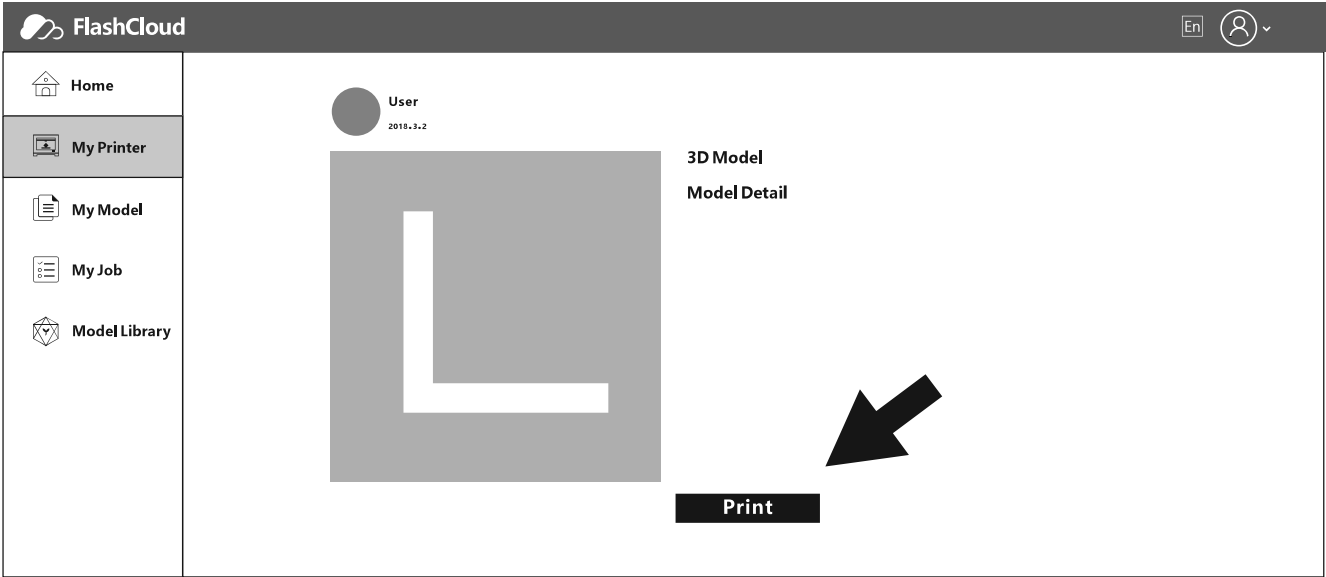 FlashCloud
En
Home
My Printer
My Model
My Job
Model Library
User
2018.3.2
3D Model
Model Detail
Print